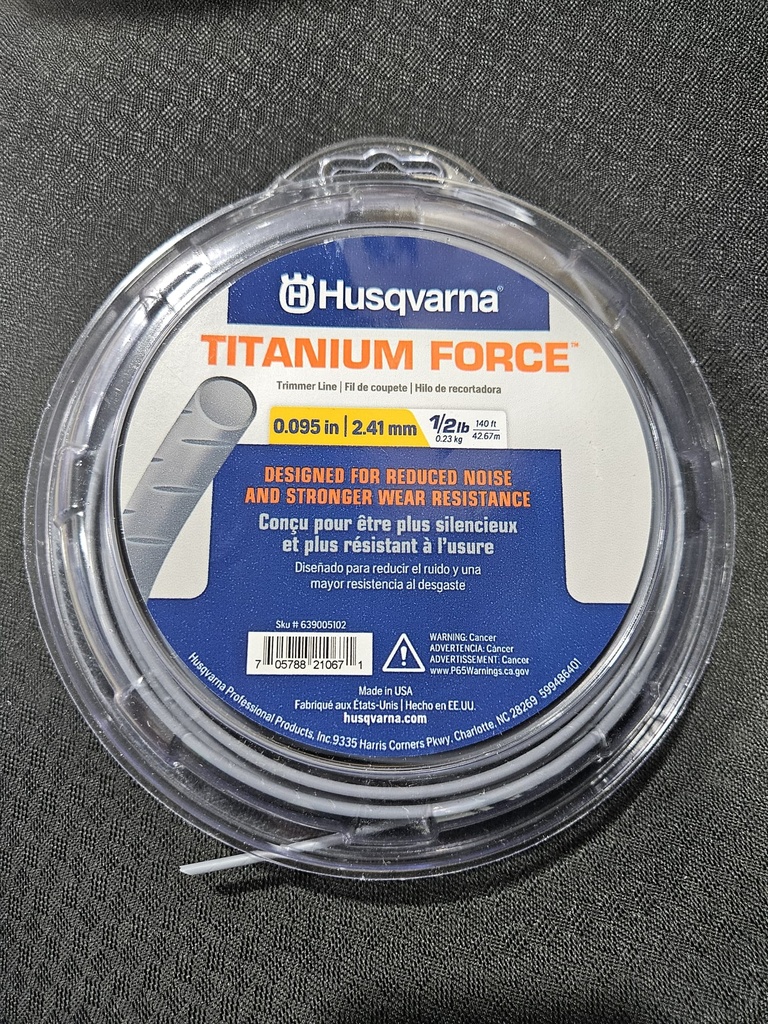 Husqvarna®
TITANIUM FORCE™
Trimmer Line | Fil de coupete | Hilo de recortadora
0.095 in | 2.41 mm
1/2 lb
0.23 kg
140 ft
42.67m
DESIGNED FOR REDUCED NOISE
AND STRONGER WEAR RESISTANCE
Conçu pour être plus silencieux
et plus résistant à l'usure
Diseñado para reducir el ruido y una
mayor resistencia al desgaste
Sku # 639005102
7 05788 21067 1
WARNING: Cancer
ADVERTENCIA: Cáncer
ADVERTISSEMENT: Cancer
www.P65Warnings.ca.gov
Made in USA
Fabriqué aux États-Unis | Hecho en EE.UU.
husqvarna.com
Husqvarna Professional Products, Inc. 9335 Harris Corners Pkwy, Charlotte, NC 28269 599486401